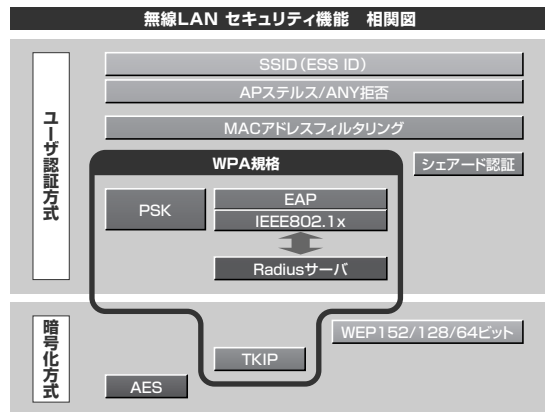 無線LAN セキュリティ機能 相関図
ユーザ認証方式
SSID(ESS ID)
APステルス/ANY拒否
MACアドレスフィルタリング
WPA規格
シェアード認証
PSK
EAP
IEEE802.1x
Radiusサーバ
暗号化方式
WEP152/128/64ビット
TKIP
AES